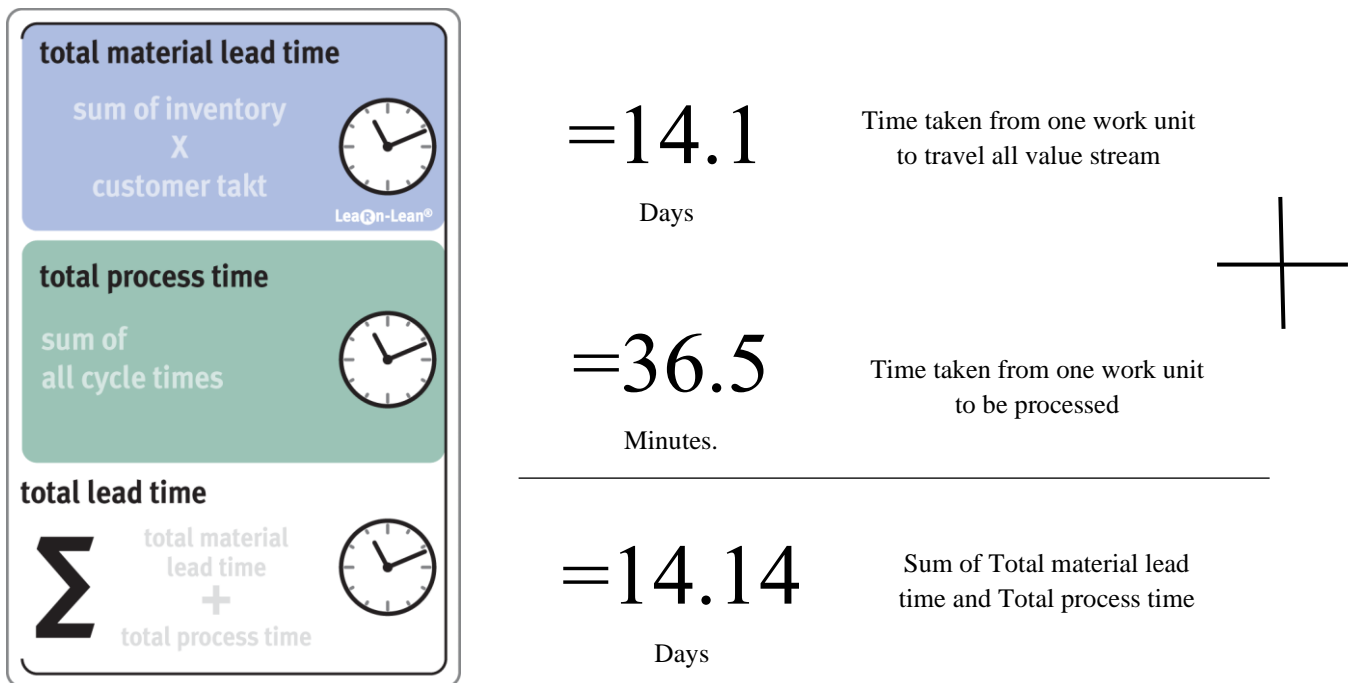 total material lead time
sum of inventory
X
customer takt
LeaRn-Lean®
=14.1
Days
Time taken from one work unit
to travel all value stream
total process time
sum of
all cycle times
=36.5
Minutes.
Time taken from one work unit
to be processed
total lead time
∑
total material
lead time
+
total process time
=14.14
Days
Sum of Total material lead
time and Total process time